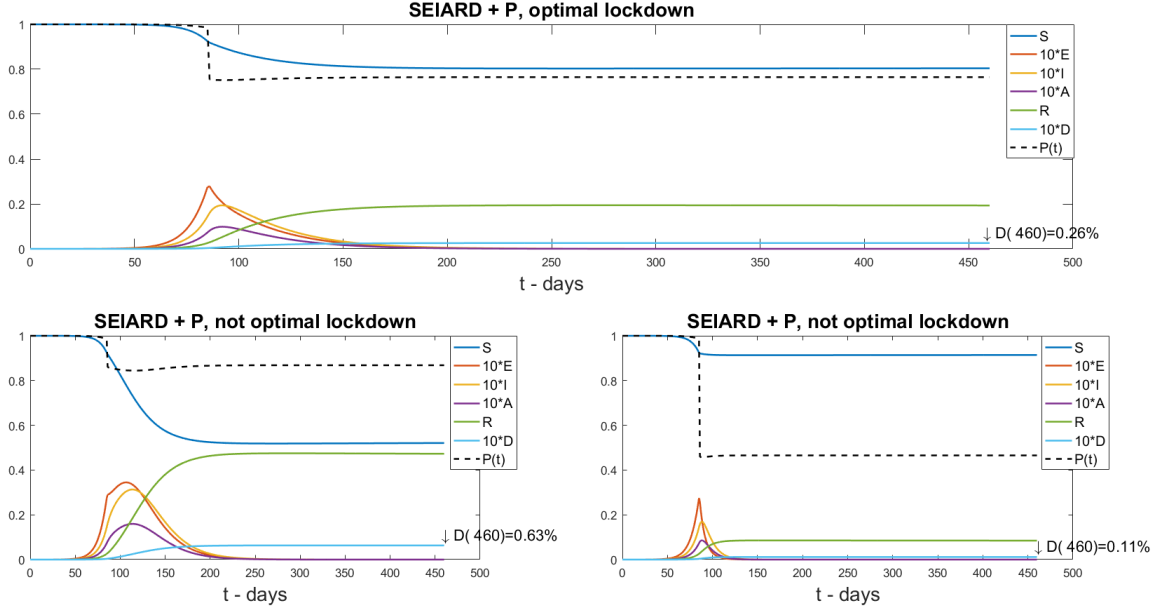 SEIARD + P, optimal lockdown
1
0.8
0.6
0.4
0.2
0
0 50 100 150 200 250 300 350 400 450 500
t - days
S
10*E
10*I
10*A
R
10*D
P(t)
↓ D( 460)=0.26%
SEIARD + P, not optimal lockdown
1
0.8
0.6
0.4
0.2
0
0 50 100 150 200 250 300 350 400 450 500
t - days
S
10*E
10*I
10*A
R
10*D
P(t)
↓ D( 460)=0.63%
SEIARD + P, not optimal lockdown
1
0.8
0.6
0.4
0.2
0
0 50 100 150 200 250 300 350 400 450 500
t - days
S
10*E
10*I
10*A
R
10*D
P(t)
↓ D( 460)=0.11%